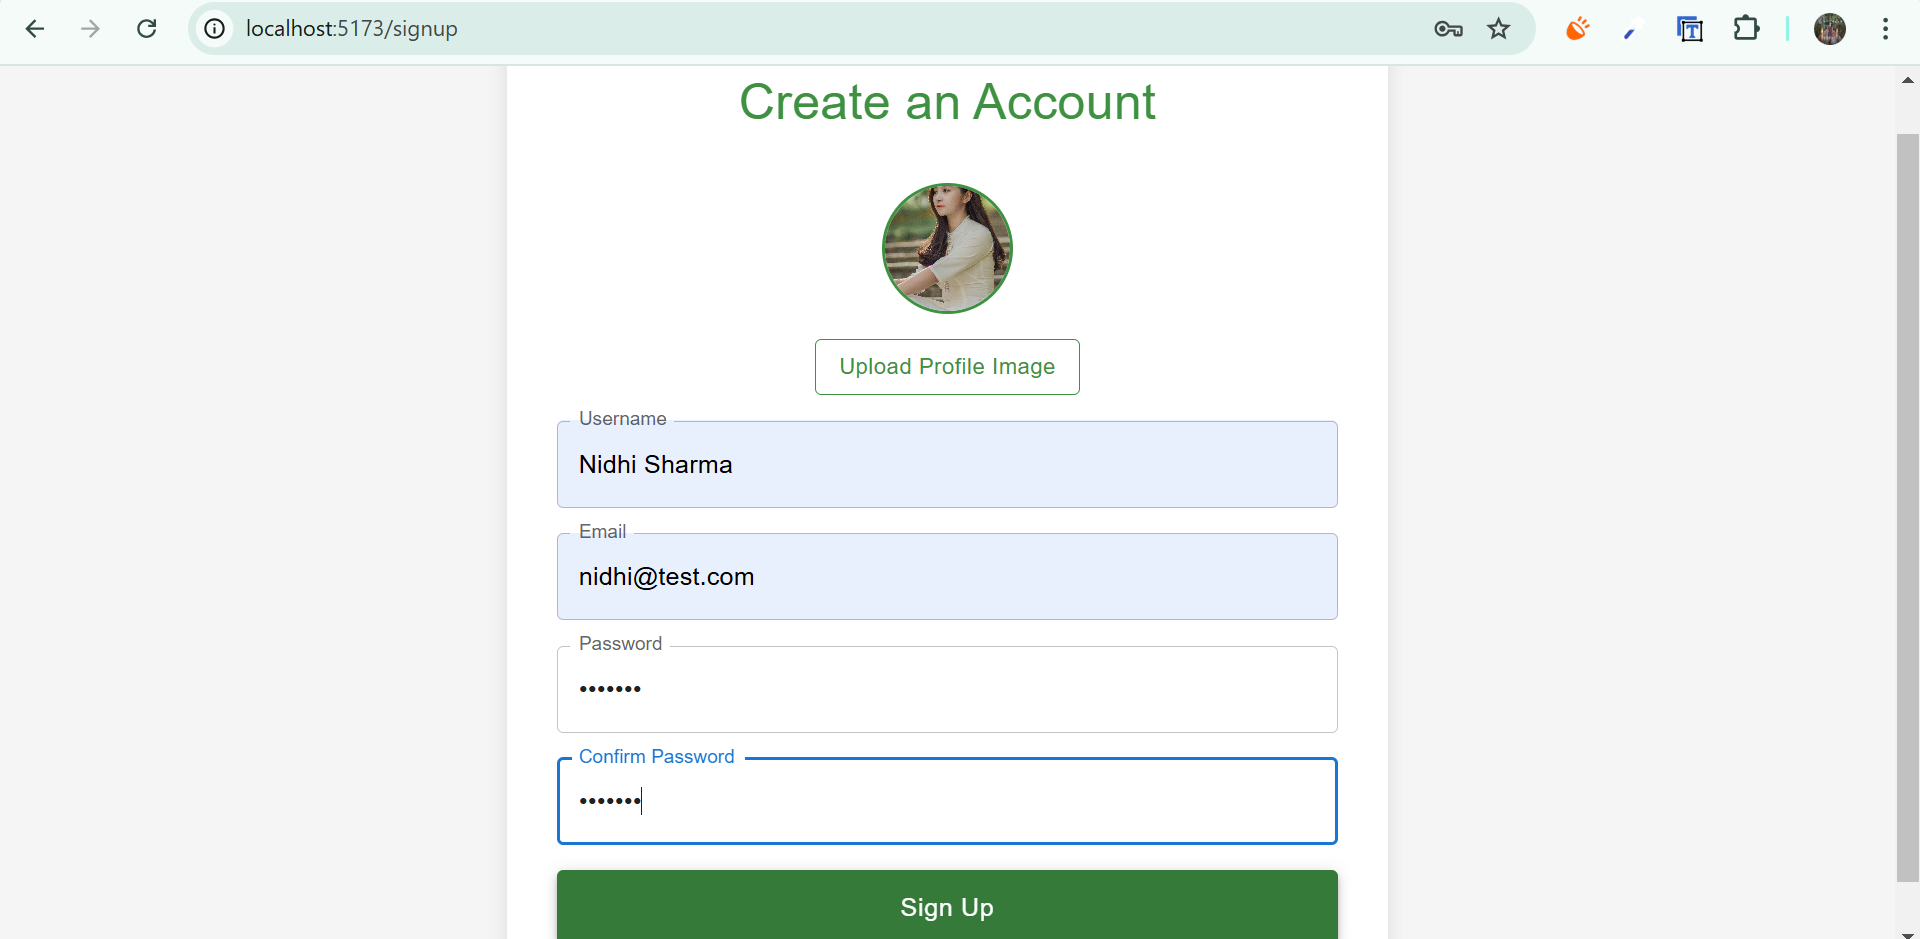 localhost:5173/signup
Create an Account
Upload Profile Image
Username
Nidhi Sharma
Email
nidhi@test.com
Password
•••••••
Confirm Password
•••••••
Sign Up